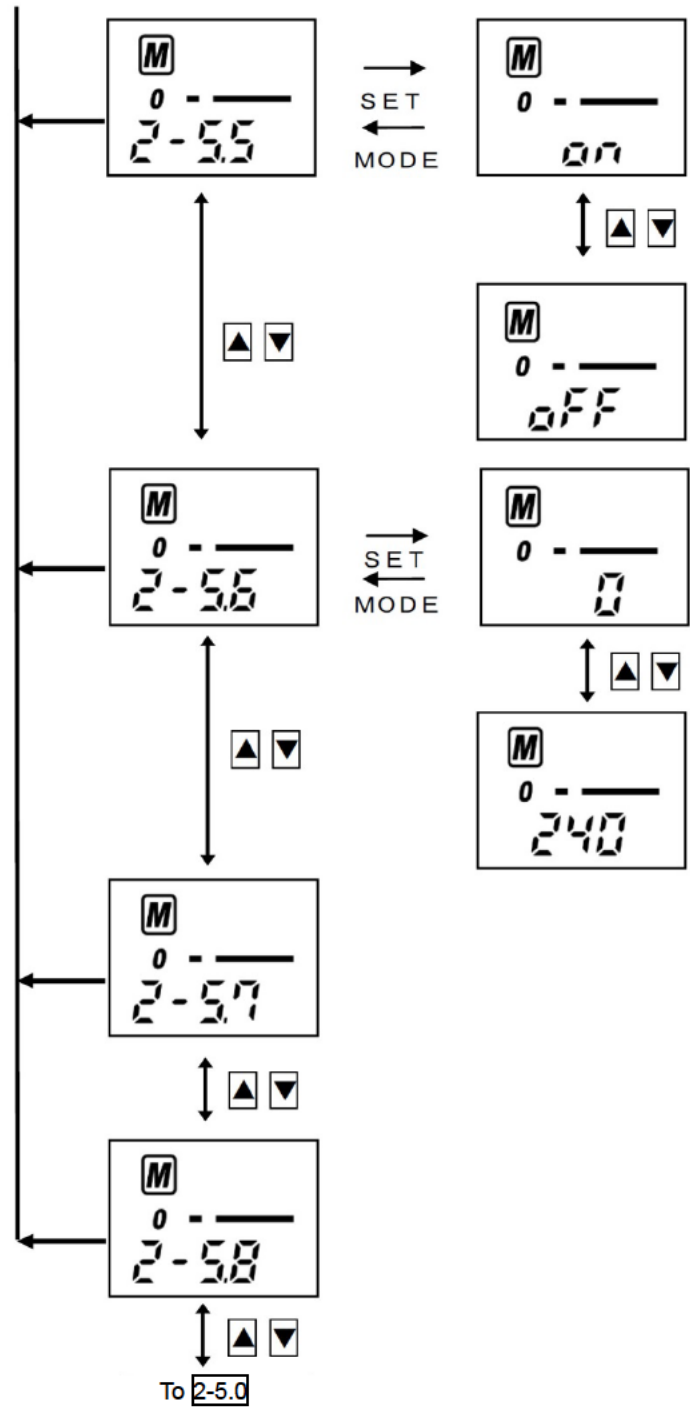 M M
0 SET 0
2-5.5 MODE on
▲ ▼
M
▲ ▼ 0
oFF
M M
0 SET 0
2-5.6 MODE 0
▲ ▼
▲ ▼ M
0
240
M
0
2-5.7
▲ ▼
M
0
2-5.8
▲ ▼
To 2-5.0